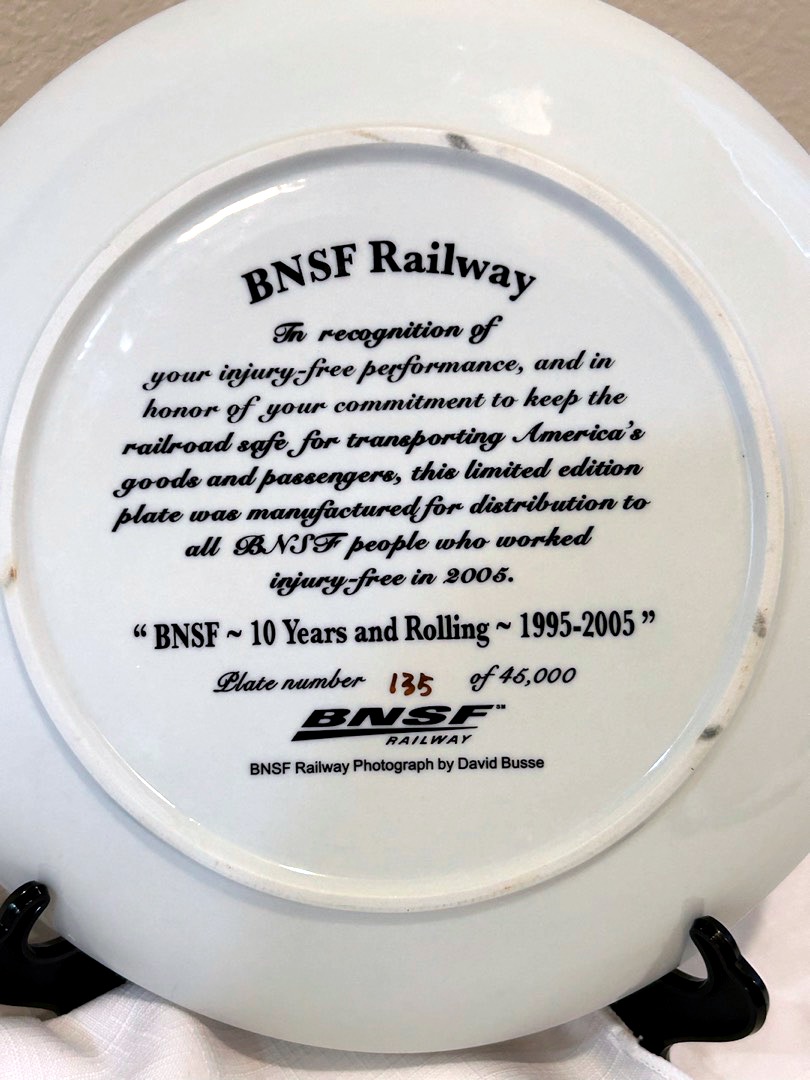 BNSF Railway
In recognition of
your injury-free performance, and in
honor of your commitment to keep the
railroad safe for transporting America's
goods and passengers, this limited edition
plate was manufactured for distribution to
all BNSF people who worked
injury-free in 2005.
“ BNSF ~ 10 Years and Rolling ~ 1995-2005 ”
Plate number 135 of 45,000
BNSF℠
RAILWAY
BNSF Railway Photograph by David Busse